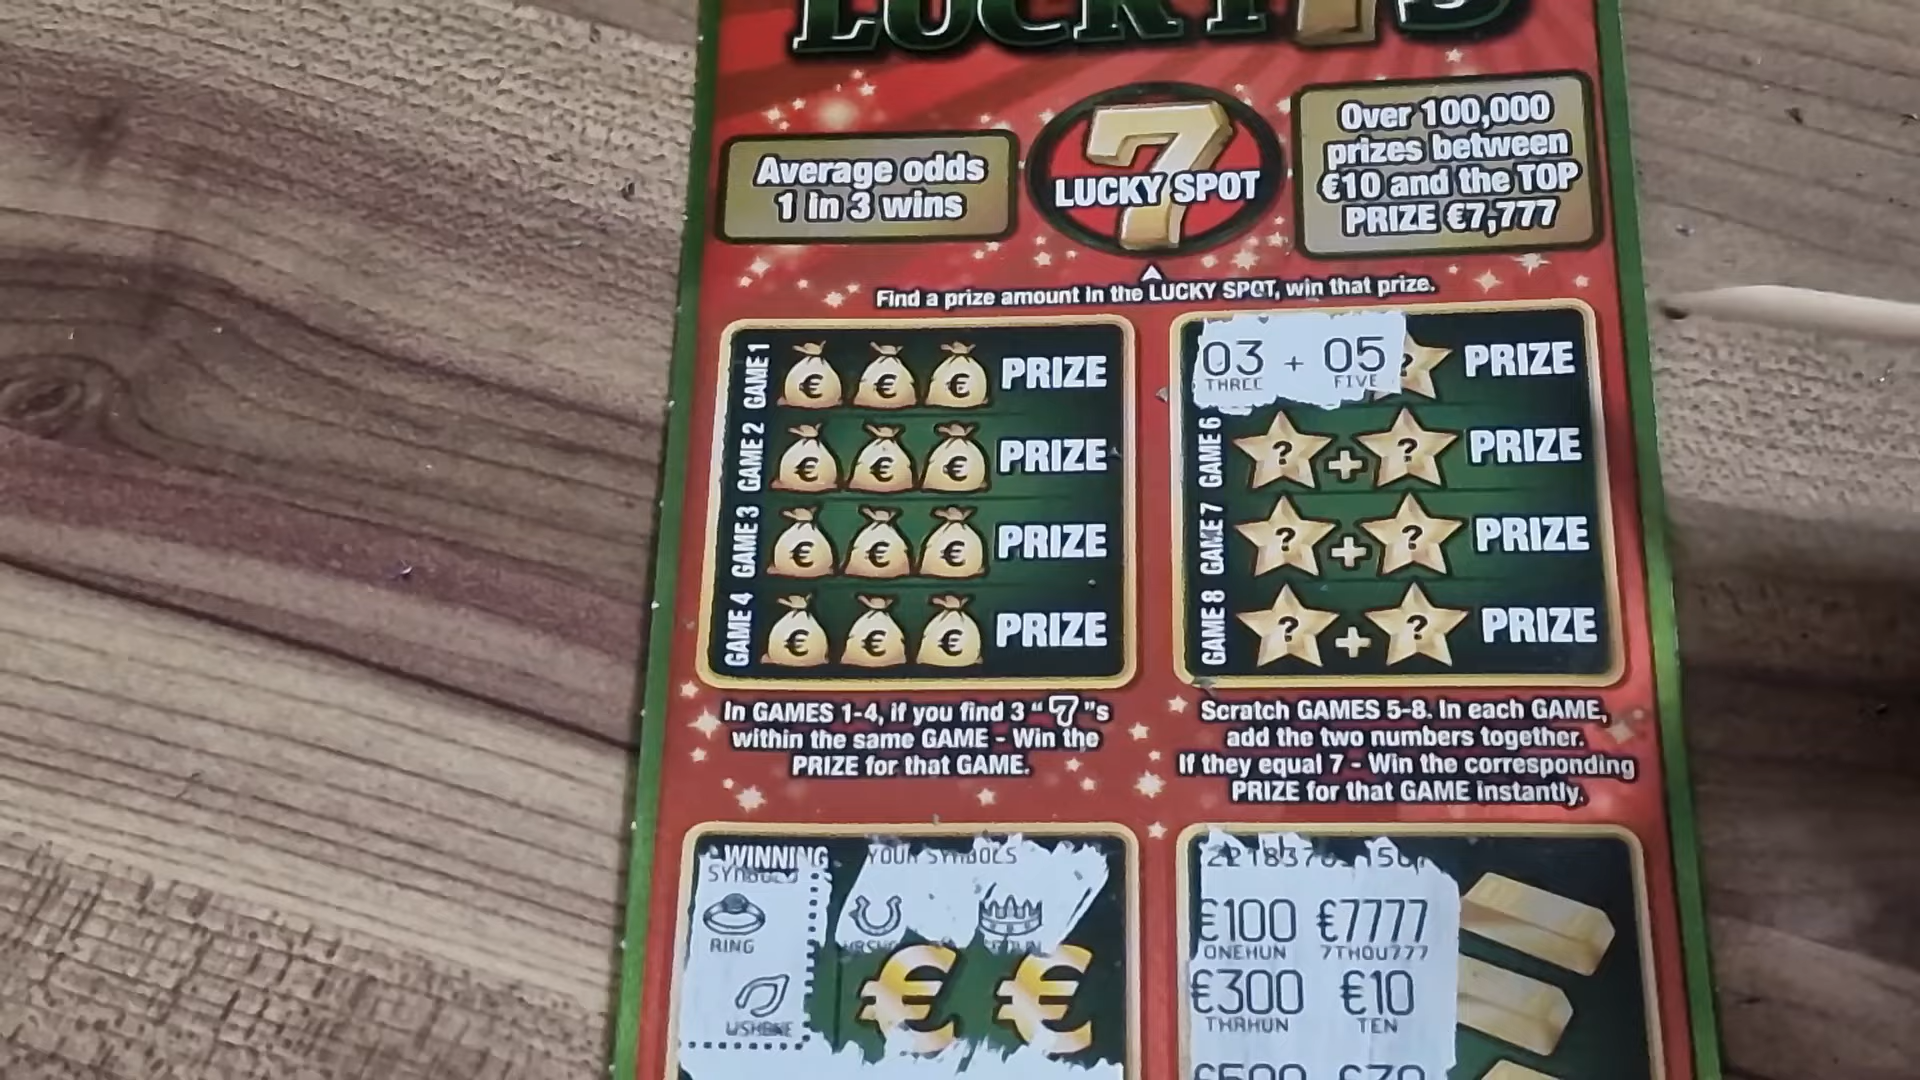 LUCKY 7's
Average odds
1 in 3 wins
7
LUCKY SPOT
Over 100,000
prizes between
€10 and the TOP
PRIZE €7,777
Find a prize amount in the LUCKY SPOT, win that prize.
GAME 1 € € € PRIZE
GAME 2 € € € PRIZE
GAME 3 € € € PRIZE
GAME 4 € € € PRIZE
03 + 05 ? PRIZE
THREE FIVE
GAME 6 ? + ? PRIZE
GAME 7 ? + ? PRIZE
GAME 8 ? + ? PRIZE
In GAMES 1-4, if you find 3 "7"s
within the same GAME - Win the
PRIZE for that GAME.
Scratch GAMES 5-8. In each GAME,
add the two numbers together.
If they equal 7 - Win the corresponding
PRIZE for that GAME instantly.
WINNING
SYMBOLS
RING
WSHBNE
YOUR SYMBOLS
€ €
€100 €7777
ONEHUN 7THOU777
€300 €10
THRHUN TEN